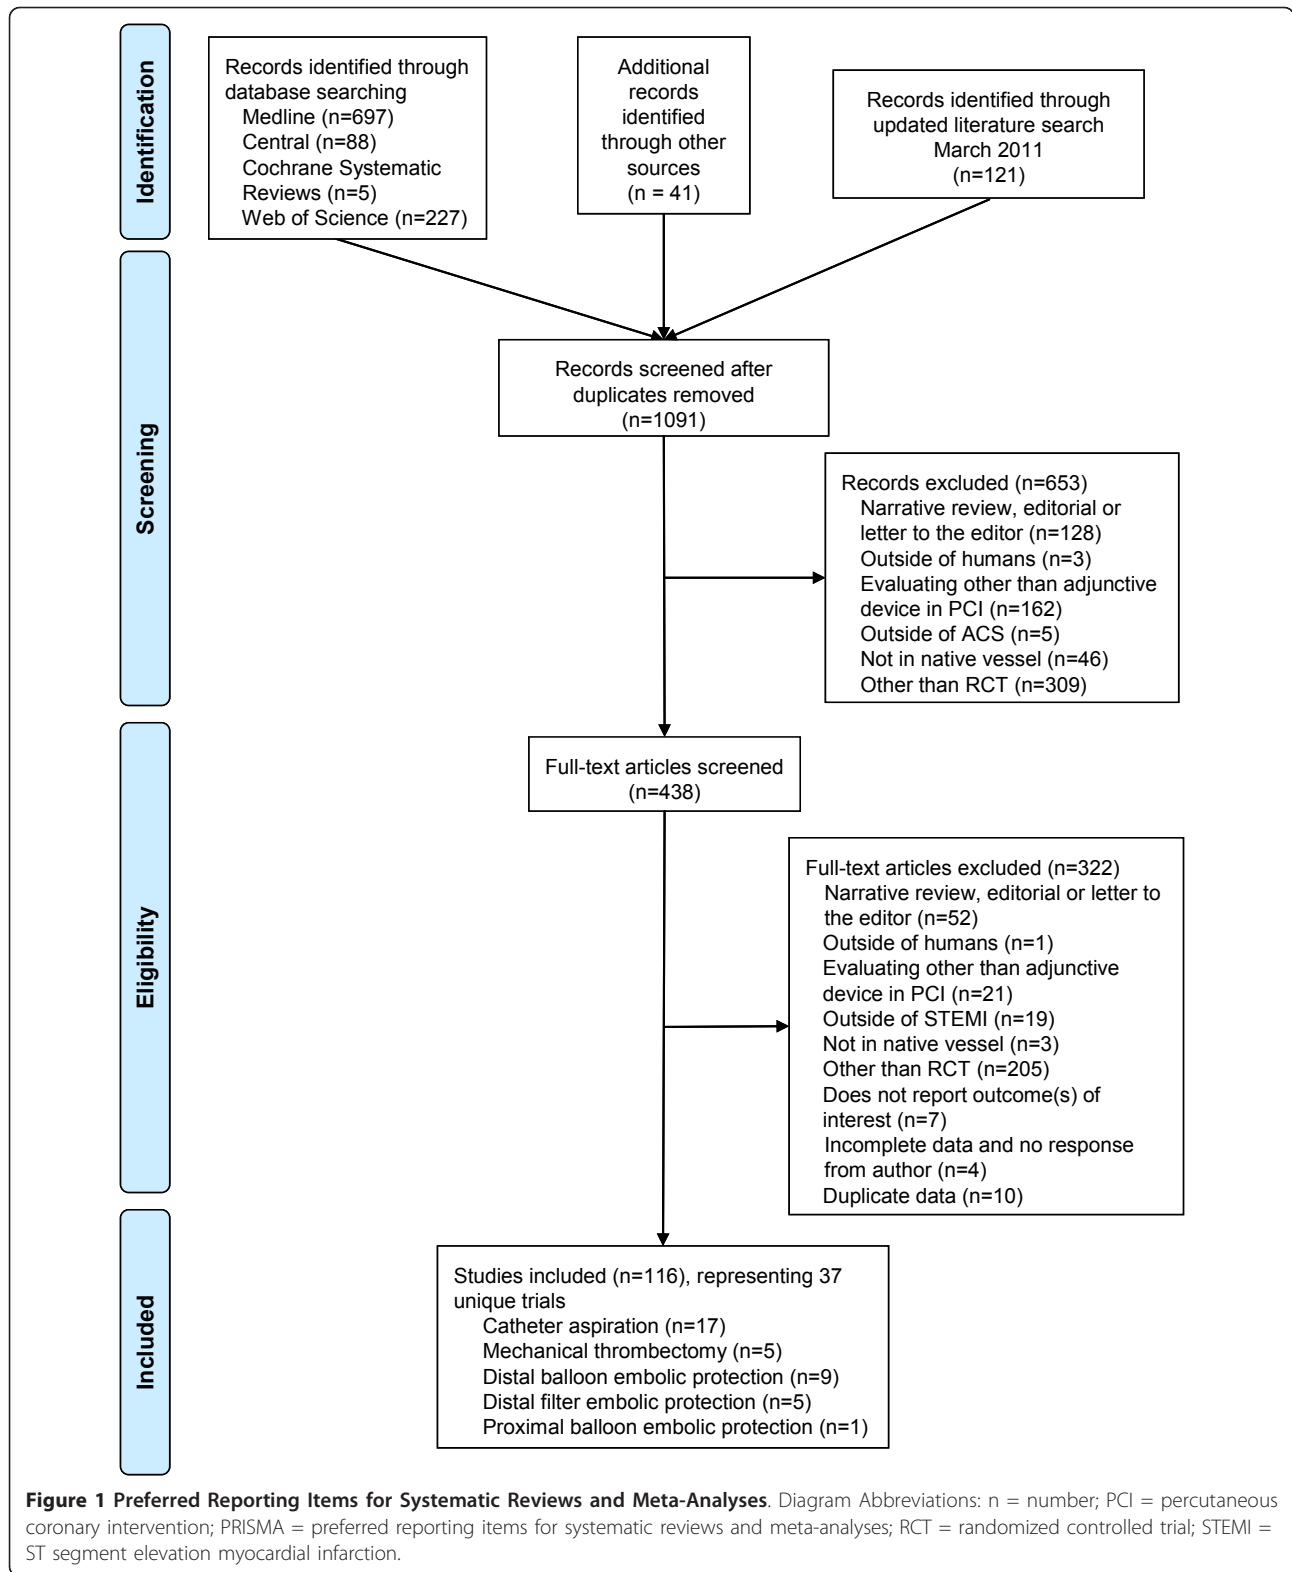 Identification
Records identified through
database searching
Medline (n=697)
Central (n=88)
Cochrane Systematic
Reviews (n=5)
Web of Science (n=227)
Additional
records
identified
through other
sources
(n = 41)
Records identified through
updated literature search
March 2011
(n=121)
Screening
Records screened after
duplicates removed
(n=1091)
Records excluded (n=653)
Narrative review, editorial or
letter to the editor (n=128)
Outside of humans (n=3)
Evaluating other than adjunctive
device in PCI (n=162)
Outside of ACS (n=5)
Not in native vessel (n=46)
Other than RCT (n=309)
Eligibility
Full-text articles screened
(n=438)
Full-text articles excluded (n=322)
Narrative review, editorial or letter to
the editor (n=52)
Outside of humans (n=1)
Evaluating other than adjunctive
device in PCI (n=21)
Outside of STEMI (n=19)
Not in native vessel (n=3)
Other than RCT (n=205)
Does not report outcome(s) of
interest (n=7)
Incomplete data and no response
from author (n=4)
Duplicate data (n=10)
Included
Studies included (n=116), representing 37
unique trials
Catheter aspiration (n=17)
Mechanical thrombectomy (n=5)
Distal balloon embolic protection (n=9)
Distal filter embolic protection (n=5)
Proximal balloon embolic protection (n=1)
Figure 1 Preferred Reporting Items for Systematic Reviews and Meta-Analyses. Diagram Abbreviations: n = number; PCI = percutaneous
coronary intervention; PRISMA = preferred reporting items for systematic reviews and meta-analyses; RCT = randomized controlled trial; STEMI =
ST segment elevation myocardial infarction.